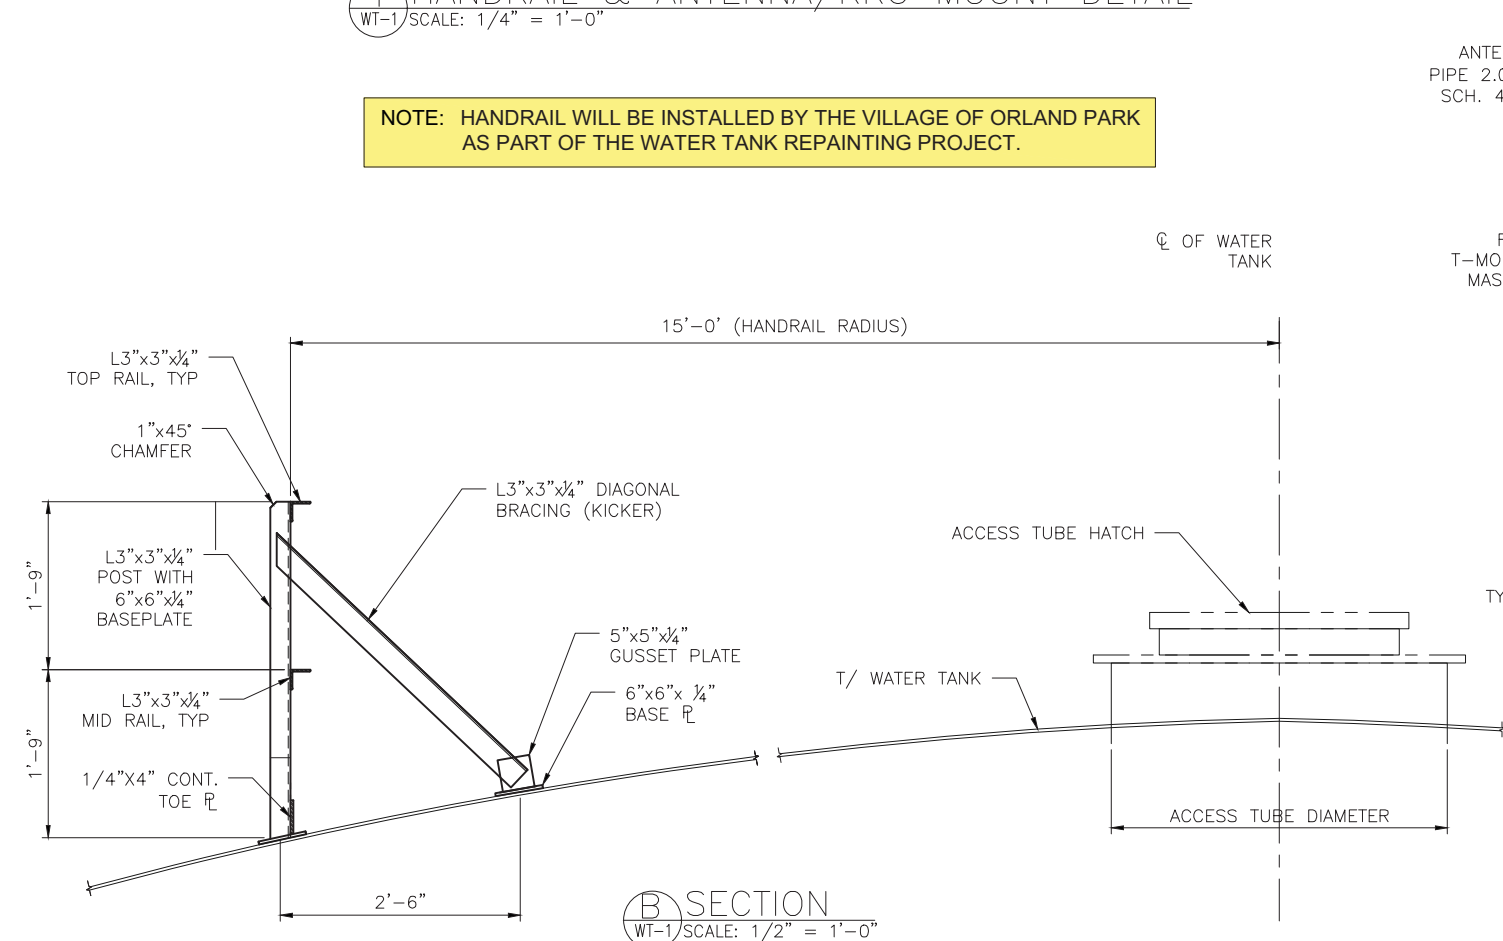 HANDRAIL & ANTENNA/RRU MOUNT DETAIL
WT-1 SCALE: 1/4" = 1'-0"
ANTE
PIPE 2.0
SCH. 4
NOTE: HANDRAIL WILL BE INSTALLED BY THE VILLAGE OF ORLAND PARK
AS PART OF THE WATER TANK REPAINTING PROJECT.
℄ OF WATER
TANK
T-MO
MAS
15'-0' (HANDRAIL RADIUS)
L3"x3"x1/4"
TOP RAIL, TYP
1"x45°
CHAMFER
L3"x3"x1/4" DIAGONAL
BRACING (KICKER)
ACCESS TUBE HATCH
L3"x3"x1/4"
POST WITH
6"x6"x1/4"
BASEPLATE
1'-9"
TY
5"x5"x1/4"
GUSSET PLATE
6"x6"x 1/4"
BASE ⅊
T/ WATER TANK
L3"x3"x1/4"
MID RAIL, TYP
1'-9"
1/4"X4" CONT.
TOE ⅊
ACCESS TUBE DIAMETER
2'-6"
B SECTION
WT-1 SCALE: 1/2" = 1'-0"